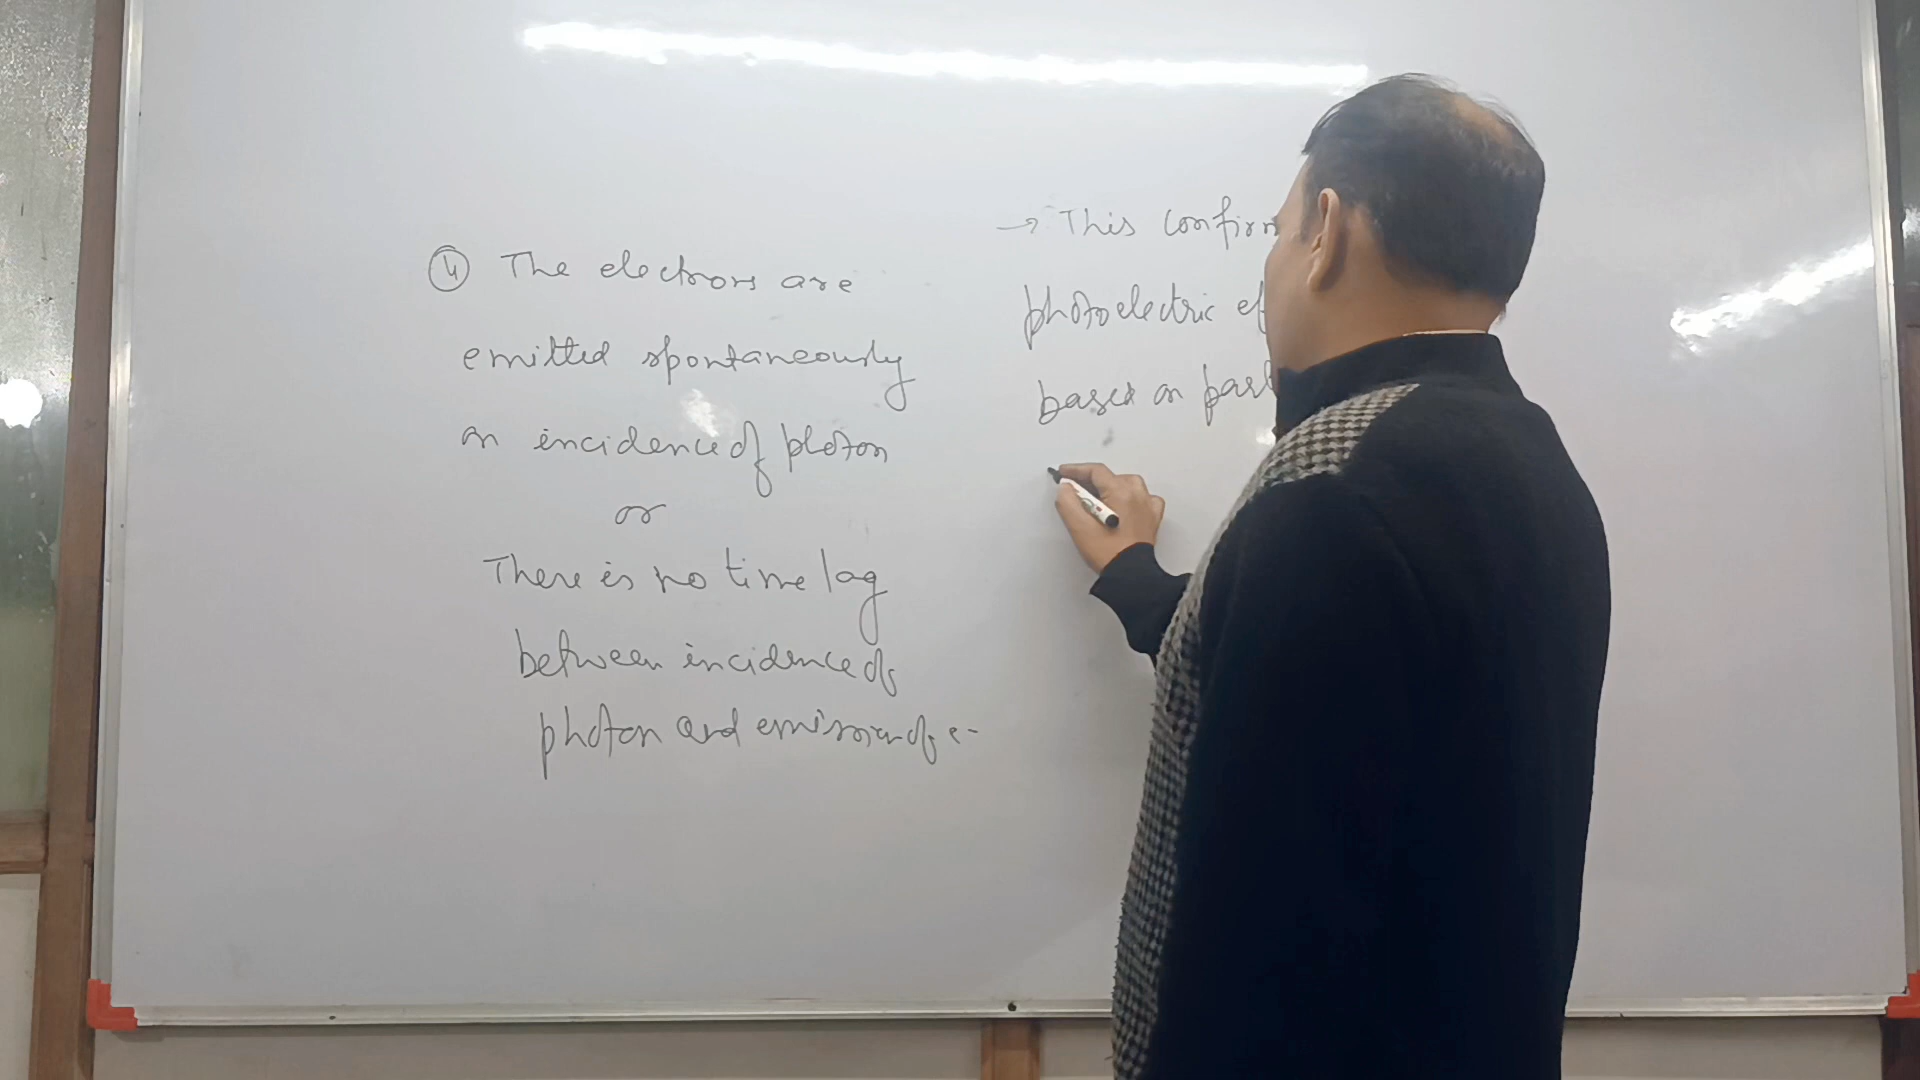 ④ The electrons are
emitted spontaneously
on incidence of photon
or
There is no time lag
between incidence of
photon and emission of e-
→ This confirm
photoelectric ef
based on part